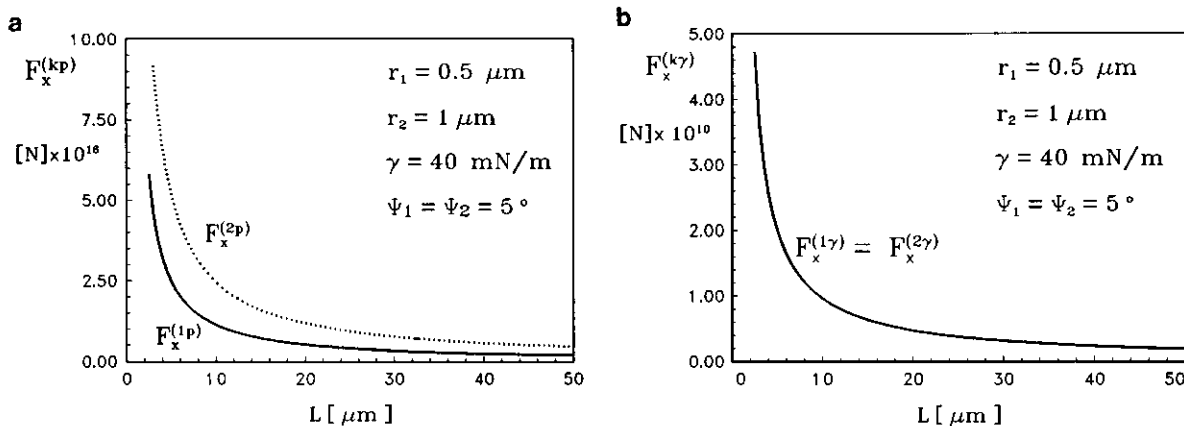 a
10.00
F_x^(kp)
7.50
[N]×10^16
5.00
2.50
0.00
r₁ = 0.5 μm
r₂ = 1 μm
γ = 40 mN/m
Ψ₁ = Ψ₂ = 5°
F_x^(2p)
F_x^(1p)
0 10 20 30 40 50
L [ μm ]
b
5.00
F_x^(kγ)
4.00
[N]×10^10
3.00
2.00
1.00
0.00
r₁ = 0.5 μm
r₂ = 1 μm
γ = 40 mN/m
Ψ₁ = Ψ₂ = 5°
F_x^(1γ) = F_x^(2γ)
0 10 20 30 40 50
L [ μm ]